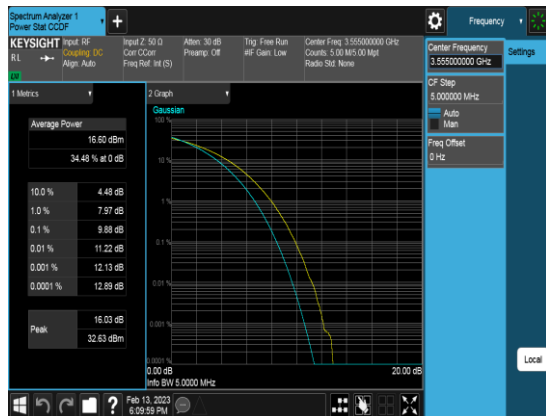 Spectrum Analyzer 1
Power Stat CCDF
+
Frequency
KEYSIGHT
RL
LV
Input: RF
Coupling: DC
Align: Auto
Input Z: 50 Ω
Corr CCorr
Freq Ref: Int (S)
Atten: 30 dB
Preamp: Off
Trig: Free Run
#IF Gain: Low
Center Freq: 3.555000000 GHz
Counts: 5.00 M/5.00 Mpt
Radio Std: None
Center Frequency
3.555000000 GHz
Settings
CF Step
5.000000 MHz
Auto
Man
Freq Offset
0 Hz
Local
1 Metrics
Average Power
16.60 dBm
34.48 % at 0 dB
10.0 % 4.48 dB
1.0 % 7.97 dB
0.1 % 9.88 dB
0.01 % 11.22 dB
0.001 % 12.13 dB
0.0001 % 12.89 dB
Peak
16.03 dB
32.63 dBm
2 Graph
Gaussian
100 %
10 %
1 %
0.1 %
0.01 %
0.001 %
0.0001 %
0.00 dB 20.00 dB
Info BW 5.0000 MHz
?
Feb 13, 2023
6:09:59 PM